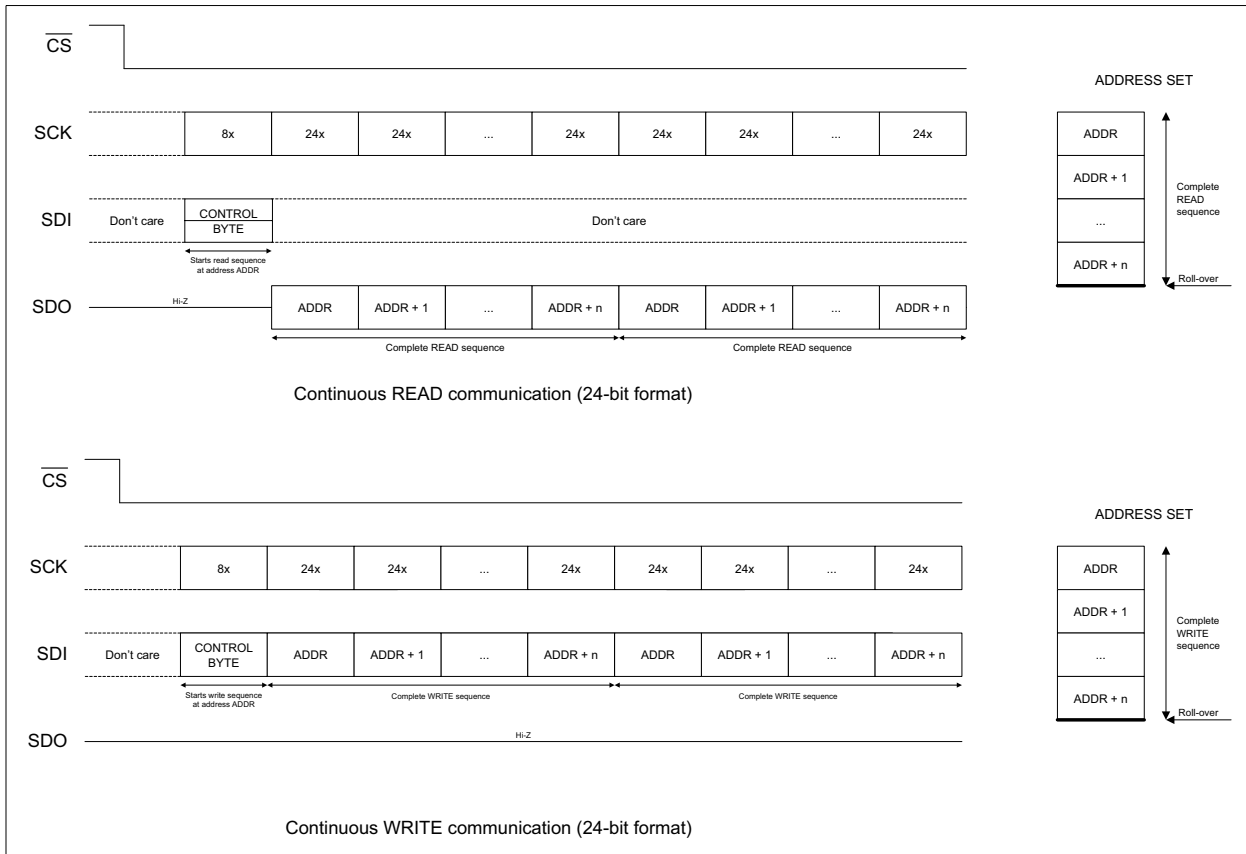 CS
ADDRESS SET
SCK
8x 24x 24x ... 24x 24x 24x ... 24x
ADDR
ADDR + 1
...
ADDR + n
Complete
READ
sequence
Roll-over
SDI
Don't care
CONTROL
BYTE
Don't care
Starts read sequence
at address ADDR
SDO
Hi-Z
ADDR ADDR + 1 ... ADDR + n ADDR ADDR + 1 ... ADDR + n
Complete READ sequence Complete READ sequence
Continuous READ communication (24-bit format)
CS
ADDRESS SET
SCK
8x 24x 24x ... 24x 24x 24x ... 24x
ADDR
ADDR + 1
...
ADDR + n
Complete
WRITE
sequence
Roll-over
SDI
Don't care
CONTROL
BYTE
ADDR ADDR + 1 ... ADDR + n ADDR ADDR + 1 ... ADDR + n
Starts write sequence
at address ADDR
Complete WRITE sequence Complete WRITE sequence
SDO
Hi-Z
Continuous WRITE communication (24-bit format)